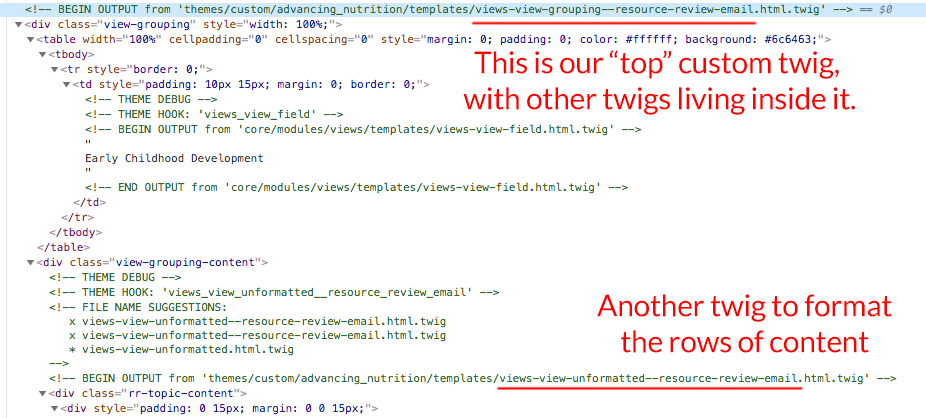 <!-- BEGIN OUTPUT from 'themes/custom/advancing_nutrition/templates/views-view-grouping--resource-review-email.html.twig' --> == $0
▼<div class="view-grouping" style="width: 100%;">
▼<table width="100%" cellpadding="0" cellspacing="0" style="margin: 0; padding: 0; color: #ffffff; background: #6c6463;">
▼<tbody>
This is our “top” custom twig,
▼<tr style="border: 0;">
with other twigs living inside it.
▼<td style="padding: 10px 15px; margin: 0; border: 0;">
<!-- THEME DEBUG -->
<!-- THEME HOOK: 'views_view_field' -->
<!-- BEGIN OUTPUT from 'core/modules/views/templates/views-view-field.html.twig' -->
"
Early Childhood Development
"
<!-- END OUTPUT from 'core/modules/views/templates/views-view-field.html.twig' -->
</td>
</tr>
</tbody>
</table>
▼<div class="view-grouping-content">
<!-- THEME DEBUG -->
<!-- THEME HOOK: 'views_view_unformatted__resource_review_email' -->
<!-- FILE NAME SUGGESTIONS:
x views-view-unformatted--resource-review-email.html.twig
x views-view-unformatted--resource-review-email.html.twig
* views-view-unformatted.html.twig
-->
Another twig to format
the rows of content
<!-- BEGIN OUTPUT from 'themes/custom/advancing_nutrition/templates/views-view-unformatted--resource-review-email.html.twig' -->
▼<div class="rr-topic-content">
▼<div style="padding: 0 15px; margin: 0 0 15px;">